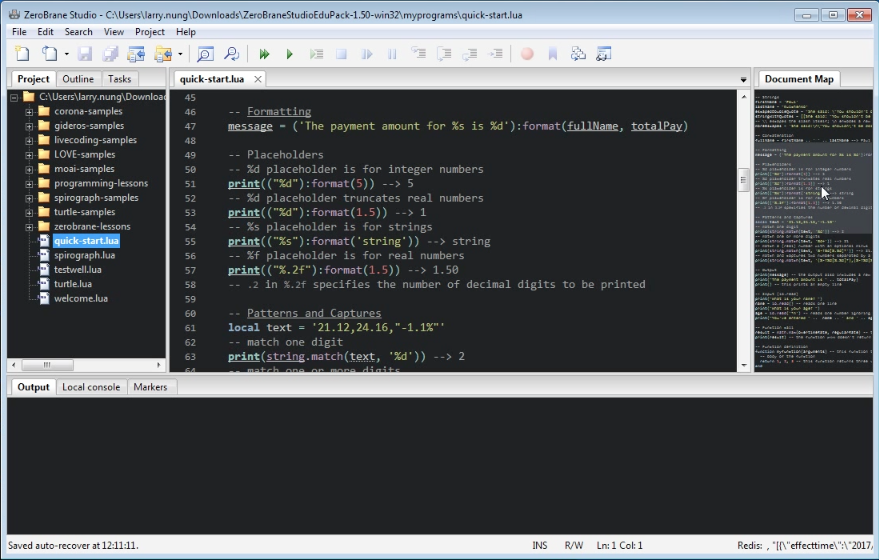 ZeroBrane Studio - C:\Users\larry.nung\Downloads\ZeroBraneStudioEduPack-1.50-win32\myprograms\quick-start.lua
File Edit Search View Project Help
Project Outline Tasks
C:\Users\larry.nung\Downloac
corona-samples
gideros-samples
livecoding-samples
LOVE-samples
moai-samples
programming-lessons
spirograph-samples
turtle-samples
zerobrane-lessons
quick-start.lua
spirograph.lua
testwell.lua
turtle.lua
welcome.lua
quick-start.lua
45
46 -- Formatting
47 message = ('The payment amount for %s is %d'):format(fullName, totalPay)
48
49 -- Placeholders
50 -- %d placeholder is for integer numbers
51 print(("%d"):format(5)) --> 5
52 -- %d placeholder truncates real numbers
53 print(("%d"):format(1.5)) --> 1
54 -- %s placeholder is for strings
55 print(("%s"):format('string')) --> string
56 -- %f placeholder is for real numbers
57 print(("%.2f"):format(1.5)) --> 1.50
58 -- .2 in %.2f specifies the number of decimal digits to be printed
59
60 -- Patterns and Captures
61 local text = '21.12,24.16,"-1.1%"'
62 -- match one digit
63 print(string.match(text, '%d')) --> 2
64 -- match one or more digits
Document Map
Output Local console Markers
Saved auto-recover at 12:11:11. INS R/W Ln: 1 Col: 1 Redis: , "[{\"effecttime\":\"2017,